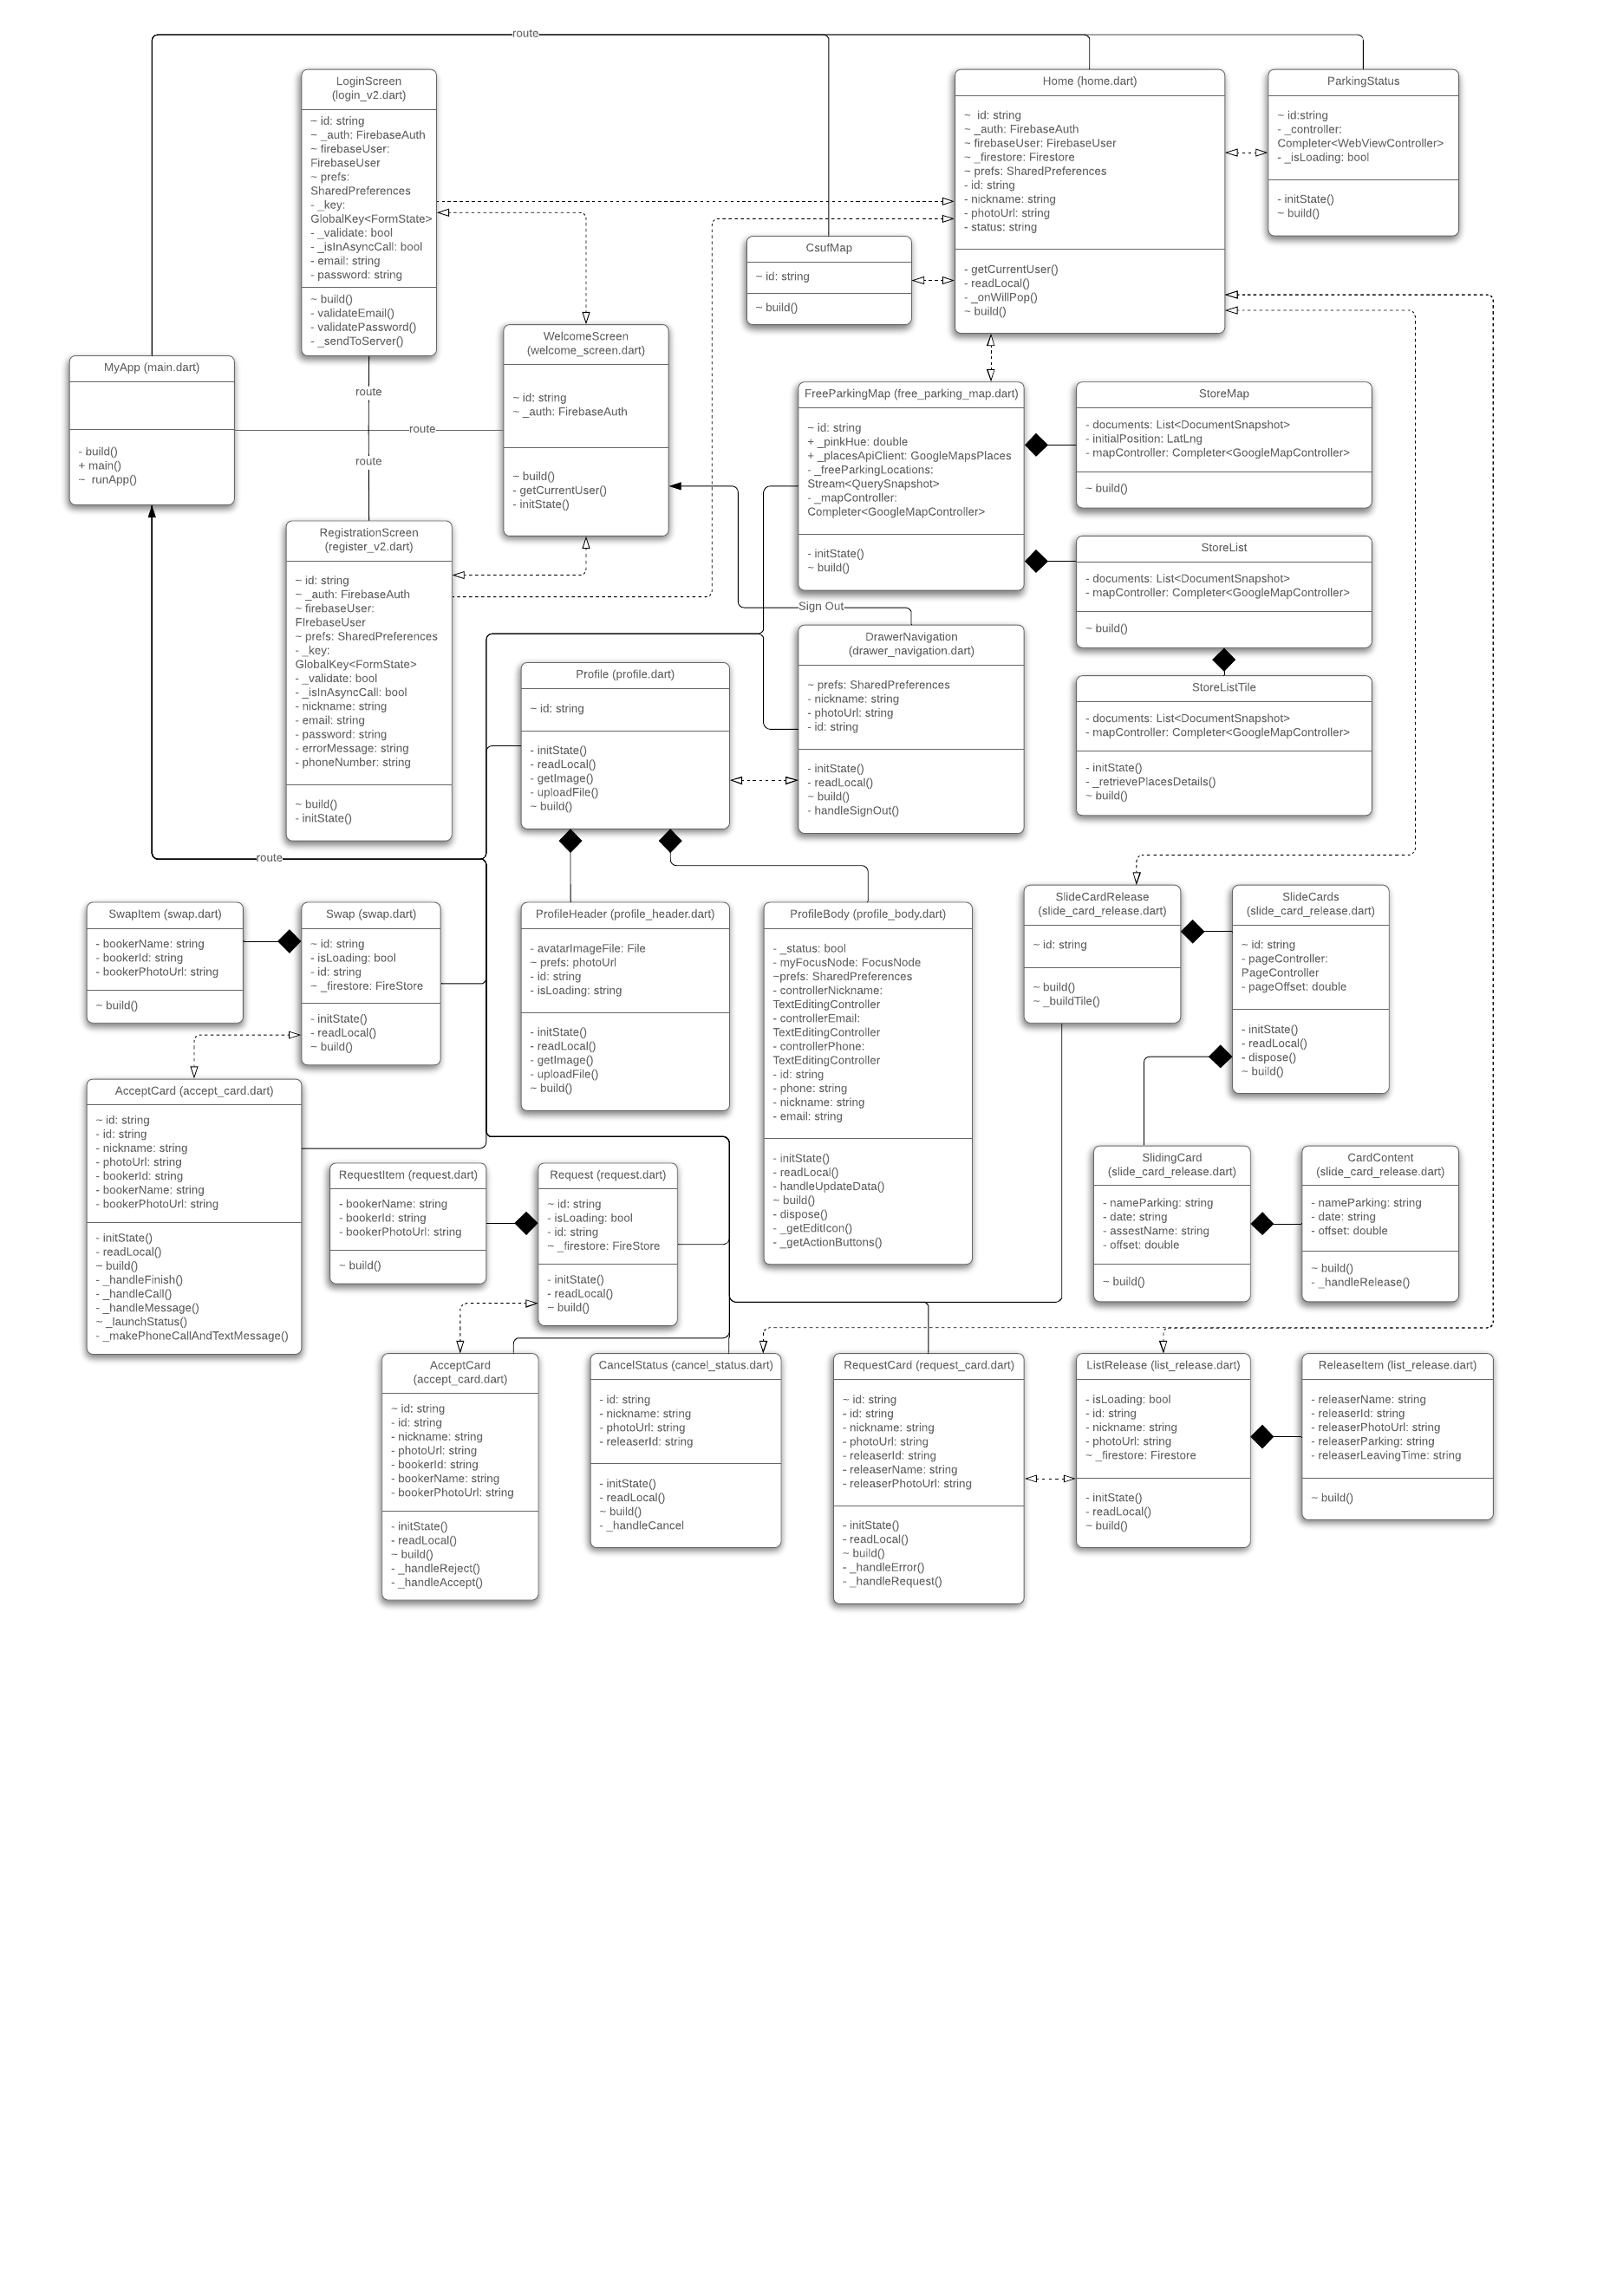 route
LoginScreen
(login_v2.dart)
~ id: string
~ _auth: FirebaseAuth
~ firebaseUser:
FirebaseUser
~ prefs:
SharedPreferences
- _key:
GlobalKey<FormState>
- _validate: bool
- _isInAsyncCall: bool
- email: string
- password: string
~ build()
- validateEmail()
- validatePassword()
- _sendToServer()
Home (home.dart)
~  id: string
~ _auth: FirebaseAuth
~ firebaseUser: FirebaseUser
~ _firestore: Firestore
~ prefs: SharedPreferences
- id: string
- nickname: string
- photoUrl: string
- status: string
- getCurrentUser()
- readLocal()
- _onWillPop()
~ build()
ParkingStatus
~ id:string
- _controller:
Completer<WebViewController>
- _isLoading: bool
- initState()
~ build()
CsufMap
~ id: string
~ build()
WelcomeScreen
(welcome_screen.dart)
~ id: string
~ _auth: FirebaseAuth
~ build()
- getCurrentUser()
- initState()
MyApp (main.dart)
- build()
+ main()
~  runApp()
route
route
route
FreeParkingMap (free_parking_map.dart)
~ id: string
+ _pinkHue: double
+ _placesApiClient: GoogleMapsPlaces
- _freeParkingLocations:
Stream<QuerySnapshot>
- _mapController:
Completer<GoogleMapController>
- initState()
~ build()
StoreMap
- documents: List<DocumentSnapshot>
- initialPosition: LatLng
- mapController: Completer<GoogleMapController>
~ build()
RegistrationScreen
(register_v2.dart)
~ id: string
~ _auth: FirebaseAuth
~ firebaseUser:
FIrebaseUser
~ prefs: SharedPreferences
- _key:
GlobalKey<FormState>
- _validate: bool
- _isInAsyncCall: bool
- nickname: string
- email: string
- password: string
- errorMessage: string
- phoneNumber: string
~ build()
- initState()
StoreList
- documents: List<DocumentSnapshot>
- mapController: Completer<GoogleMapController>
~ build()
Sign Out
DrawerNavigation
(drawer_navigation.dart)
~ prefs: SharedPreferences
- nickname: string
- photoUrl: string
- id: string
- initState()
- readLocal()
~ build()
- handleSignOut()
Profile (profile.dart)
~ id: string
- initState()
- readLocal()
- getImage()
- uploadFile()
~ build()
StoreListTile
- documents: List<DocumentSnapshot>
- mapController: Completer<GoogleMapController>
- initState()
- _retrievePlacesDetails()
~ build()
route
SwapItem (swap.dart)
- bookerName: string
- bookerId: string
- bookerPhotoUrl: string
~ build()
Swap (swap.dart)
~ id: string
- isLoading: bool
- id: string
~ _firestore: FireStore
- initState()
- readLocal()
~ build()
ProfileHeader (profile_header.dart)
- avatarImageFile: File
~ prefs: photoUrl
- id: string
- isLoading: string
- initState()
- readLocal()
- getImage()
- uploadFile()
~ build()
ProfileBody (profile_body.dart)
- _status: bool
- myFocusNode: FocusNode
~prefs: SharedPreferences
- controllerNickname:
TextEditingController
- controllerEmail:
TextEditingController
- controllerPhone:
TextEditingController
- id: string
- phone: string
- nickname: string
- email: string
- initState()
- readLocal()
- handleUpdateData()
~ build()
- dispose()
- _getEditIcon()
- _getActionButtons()
SlideCardRelease
(slide_card_release.dart)
~ id: string
~ build()
~ _buildTile()
SlideCards
(slide_card_release.dart)
~ id: string
- pageController:
PageController
- pageOffset: double
- initState()
- readLocal()
- dispose()
~ build()
AcceptCard (accept_card.dart)
~ id: string
- id: string
- nickname: string
- photoUrl: string
- bookerId: string
- bookerName: string
- bookerPhotoUrl: string
- initState()
- readLocal()
~ build()
- _handleFinish()
- _handleCall()
- _handleMessage()
~ _launchStatus()
- _makePhoneCallAndTextMessage()
RequestItem (request.dart)
- bookerName: string
- bookerId: string
- bookerPhotoUrl: string
~ build()
Request (request.dart)
~ id: string
- isLoading: bool
- id: string
~ _firestore: FireStore
- initState()
- readLocal()
~ build()
SlidingCard
(slide_card_release.dart)
- nameParking: string
- date: string
- assestName: string
- offset: double
~ build()
CardContent
(slide_card_release.dart)
- nameParking: string
- date: string
- offset: double
~ build()
- _handleRelease()
AcceptCard
(accept_card.dart)
~ id: string
- id: string
- nickname: string
- photoUrl: string
- bookerId: string
- bookerName: string
- bookerPhotoUrl: string
- initState()
- readLocal()
~ build()
- _handleReject()
- _handleAccept()
CancelStatus (cancel_status.dart)
- id: string
- nickname: string
- photoUrl: string
- releaserId: string
- initState()
- readLocal()
~ build()
- _handleCancel
RequestCard (request_card.dart)
~ id: string
- id: string
- nickname: string
- photoUrl: string
- releaserId: string
- releaserName: string
- releaserPhotoUrl: string
- initState()
- readLocal()
~ build()
- _handleError()
- _handleRequest()
ListRelease (list_release.dart)
- isLoading: bool
- id: string
- nickname: string
- photoUrl: string
~ _firestore: Firestore
- initState()
- readLocal()
~ build()
ReleaseItem (list_release.dart)
- releaserName: string
- releaserId: string
- releaserPhotoUrl: string
- releaserParking: string
- releaserLeavingTime: string
~ build()